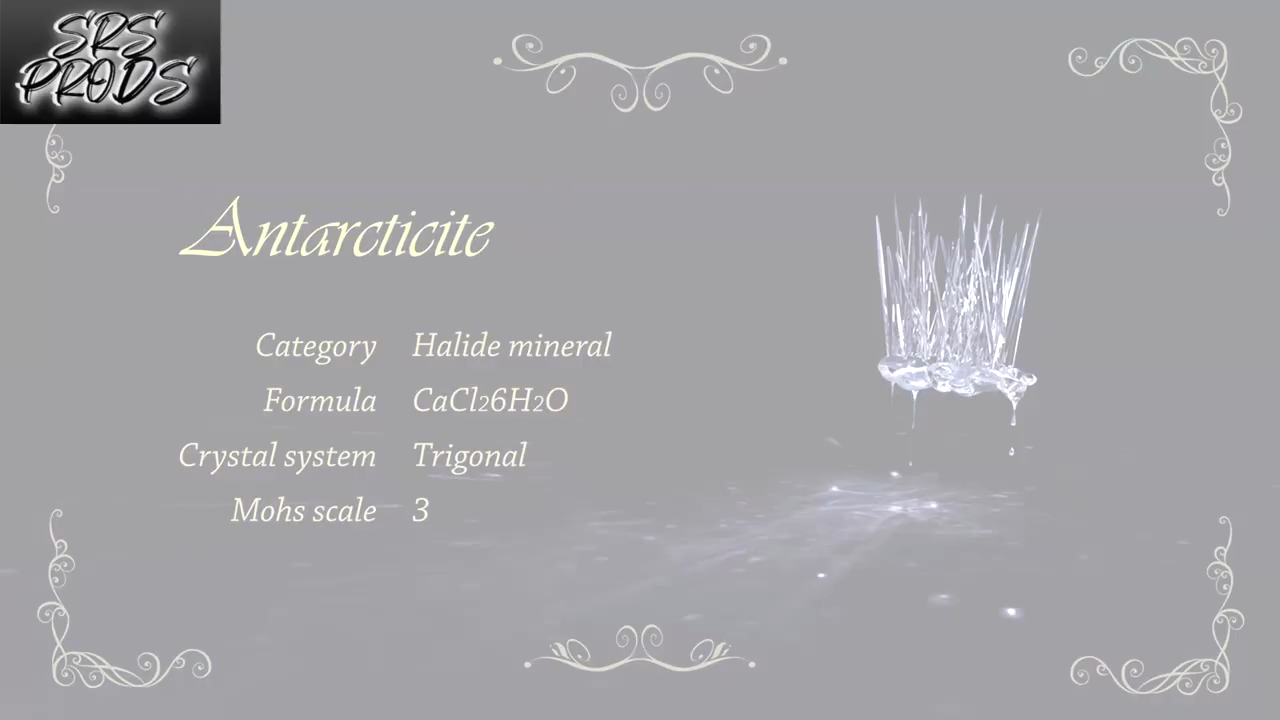 SRS
PRODS
Antarcticite
Category Halide mineral
Formula CaCl26H2O
Crystal system Trigonal
Mohs scale 3